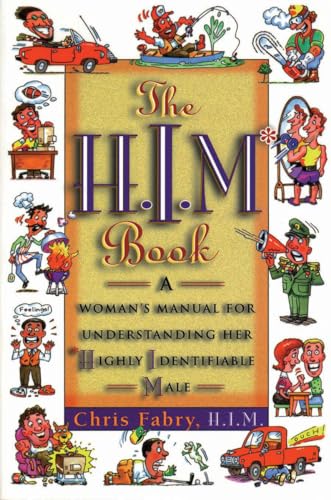 The
H.I.M*
Book
A
WOMAN'S MANUAL FOR
UNDERSTANDING HER
*HIGHLY IDENTIFIABLE
MALE
Chris Fabry, H.I.M.
Feelings!